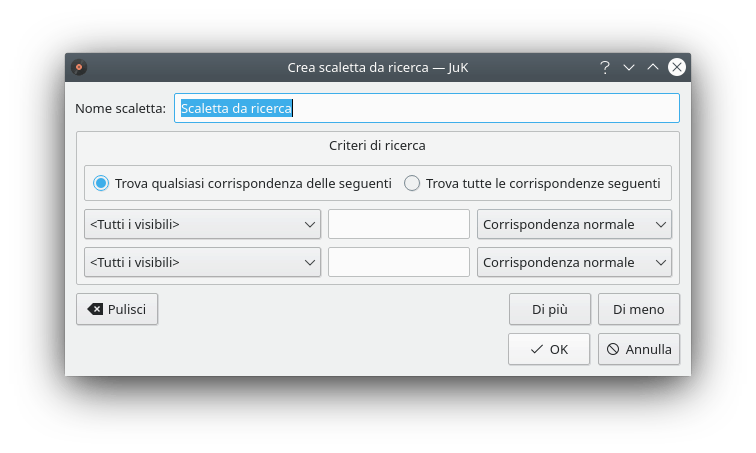 Crea scaletta da ricerca — JuK
Nome scaletta: Scaletta da ricerca
Criteri di ricerca
Trova qualsiasi corrispondenza delle seguenti Trova tutte le corrispondenze seguenti
<Tutti i visibili> Corrispondenza normale
<Tutti i visibili> Corrispondenza normale
Pulisci Di più Di meno
OK Annulla